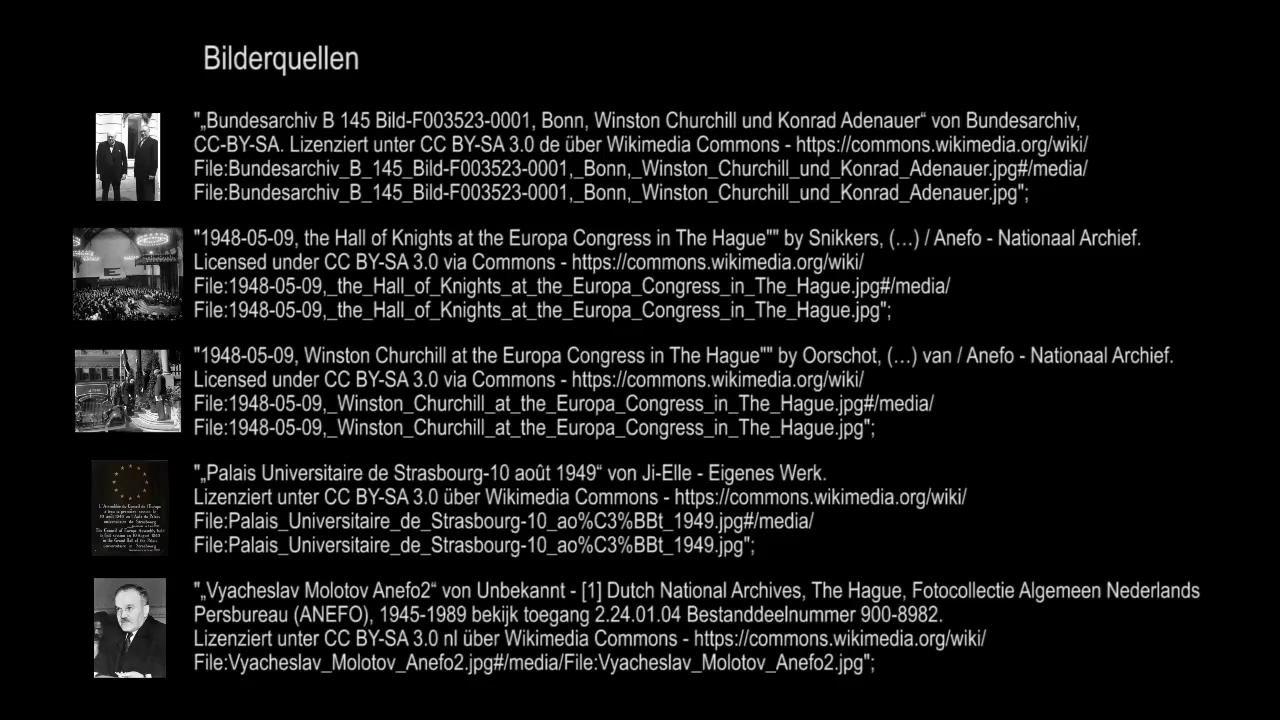 Bilderquellen
"„Bundesarchiv B 145 Bild-F003523-0001, Bonn, Winston Churchill und Konrad Adenauer“ von Bundesarchiv,
CC-BY-SA. Lizenziert unter CC BY-SA 3.0 de über Wikimedia Commons - https://commons.wikimedia.org/wiki/
File:Bundesarchiv_B_145_Bild-F003523-0001,_Bonn,_Winston_Churchill_und_Konrad_Adenauer.jpg#/media/
File:Bundesarchiv_B_145_Bild-F003523-0001,_Bonn,_Winston_Churchill_und_Konrad_Adenauer.jpg";
"1948-05-09, the Hall of Knights at the Europa Congress in The Hague"" by Snikkers, (…) / Anefo - Nationaal Archief.
Licensed under CC BY-SA 3.0 via Commons - https://commons.wikimedia.org/wiki/
File:1948-05-09,_the_Hall_of_Knights_at_the_Europa_Congress_in_The_Hague.jpg#/media/
File:1948-05-09,_the_Hall_of_Knights_at_the_Europa_Congress_in_The_Hague.jpg";
"1948-05-09, Winston Churchill at the Europa Congress in The Hague"" by Oorschot, (…) van / Anefo - Nationaal Archief.
Licensed under CC BY-SA 3.0 via Commons - https://commons.wikimedia.org/wiki/
File:1948-05-09,_Winston_Churchill_at_the_Europa_Congress_in_The_Hague.jpg#/media/
File:1948-05-09,_Winston_Churchill_at_the_Europa_Congress_in_The_Hague.jpg";
"„Palais Universitaire de Strasbourg-10 août 1949“ von Ji-Elle - Eigenes Werk.
Lizenziert unter CC BY-SA 3.0 über Wikimedia Commons - https://commons.wikimedia.org/wiki/
File:Palais_Universitaire_de_Strasbourg-10_ao%C3%BBt_1949.jpg#/media/
File:Palais_Universitaire_de_Strasbourg-10_ao%C3%BBt_1949.jpg";
"„Vyacheslav Molotov Anefo2“ von Unbekannt - [1] Dutch National Archives, The Hague, Fotocollectie Algemeen Nederlands
Persbureau (ANEFO), 1945-1989 bekijk toegang 2.24.01.04 Bestanddeelnummer 900-8982.
Lizenziert unter CC BY-SA 3.0 nl über Wikimedia Commons - https://commons.wikimedia.org/wiki/
File:Vyacheslav_Molotov_Anefo2.jpg#/media/File:Vyacheslav_Molotov_Anefo2.jpg";